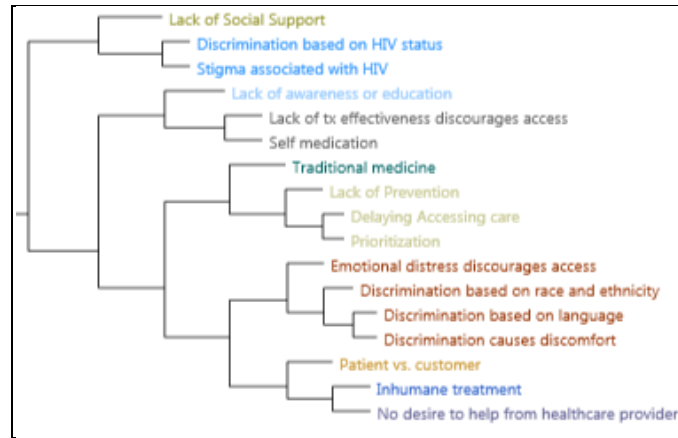 Lack of Social Support
Discrimination based on HIV status
Stigma associated with HIV
Lack of awareness or education
Lack of tx effectiveness discourages access
Self medication
Traditional medicine
Lack of Prevention
Delaying Accessing care
Prioritization
Emotional distress discourages access
Discrimination based on race and ethnicity
Discrimination based on language
Discrimination causes discomfort
Patient vs. customer
Inhumane treatment
No desire to help from healthcare provider